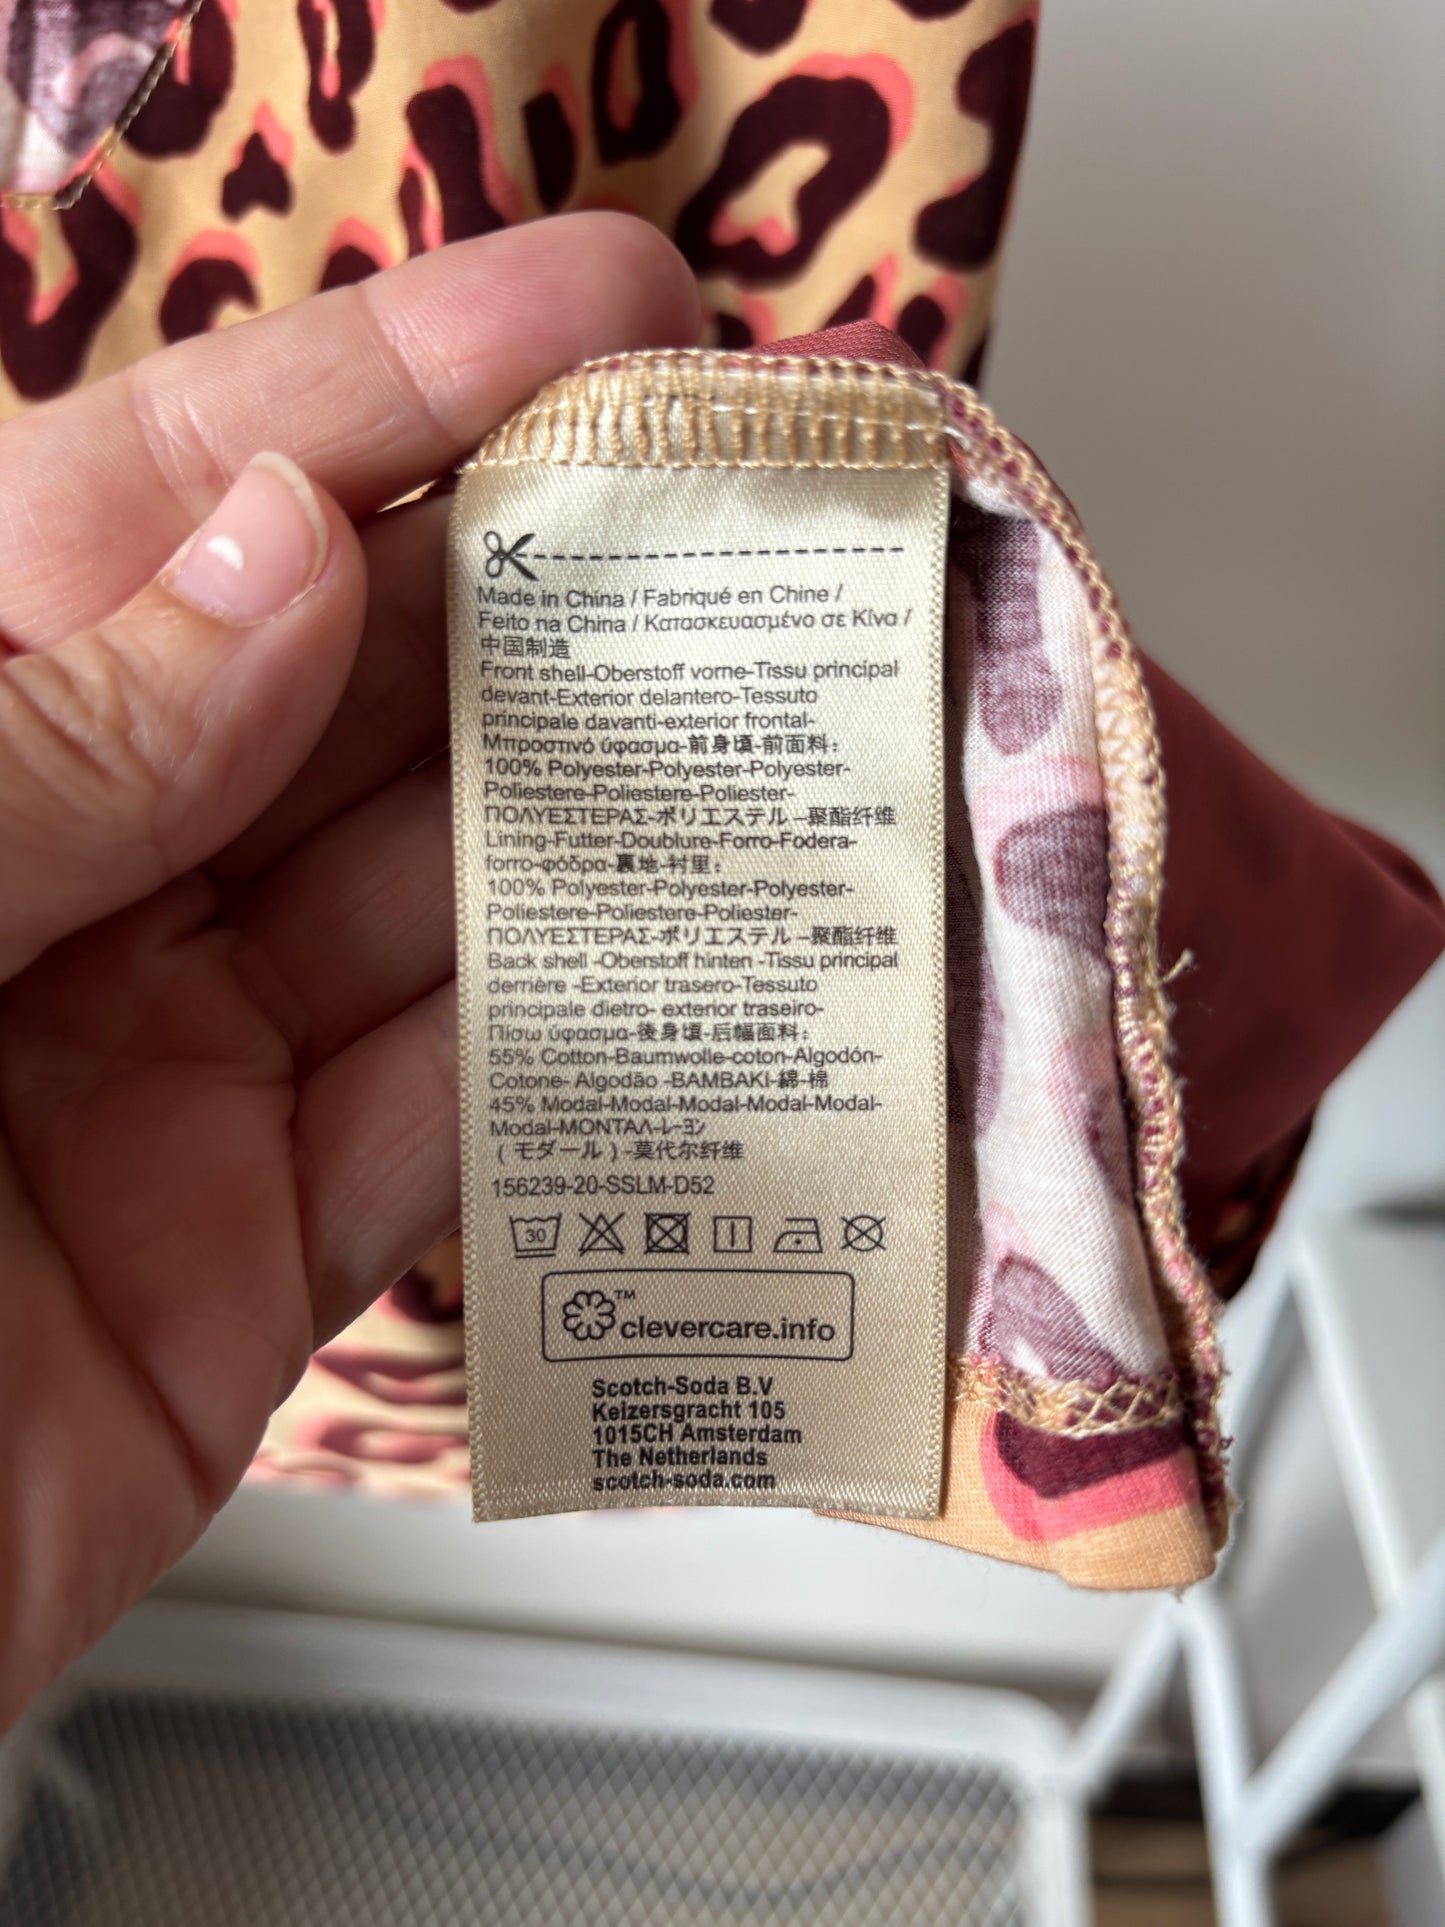 Made in China / Fabriqué en Chine /
Feito na China / Κατασκευασμένο σε Κίνα /
中国制造
Front shell-Oberstoff vorne-Tissu principal
devant-Exterior delantero-Tessuto
principale davanti-exterior frontal-
Μπροστινό ύφασμα-前身頃-前面料：
100% Polyester-Polyester-Polyester-
Poliestere-Poliestere-Poliester-
ΠΟΛΥΕΣΤΕΡΑΣ-ポリエステル –聚酯纤维
Lining-Futter-Doublure-Forro-Fodera-
forro-φόδρα-裏地-衬里：
100% Polyester-Polyester-Polyester-
Poliestere-Poliestere-Poliester-
ΠΟΛΥΕΣΤΕΡΑΣ-ポリエステル –聚酯纤维
Back shell -Oberstoff hinten -Tissu principal
derrière -Exterior trasero-Tessuto
principale dietro- exterior traseiro-
Πίσω ύφασμα-後身頃-后幅面料：
55% Cotton-Baumwolle-coton-Algodón-
Cotone- Algodão -BAMBAKI-綿-棉
45% Modal-Modal-Modal-Modal-Modal-
Modal-ΜΟΝΤΑΛ-レーヨン
（モダール）-莫代尔纤维
156239-20-SSLM-D52
30
™
clevercare.info
Scotch-Soda B.V
Keizersgracht 105
1015CH Amsterdam
The Netherlands
scotch-soda.com